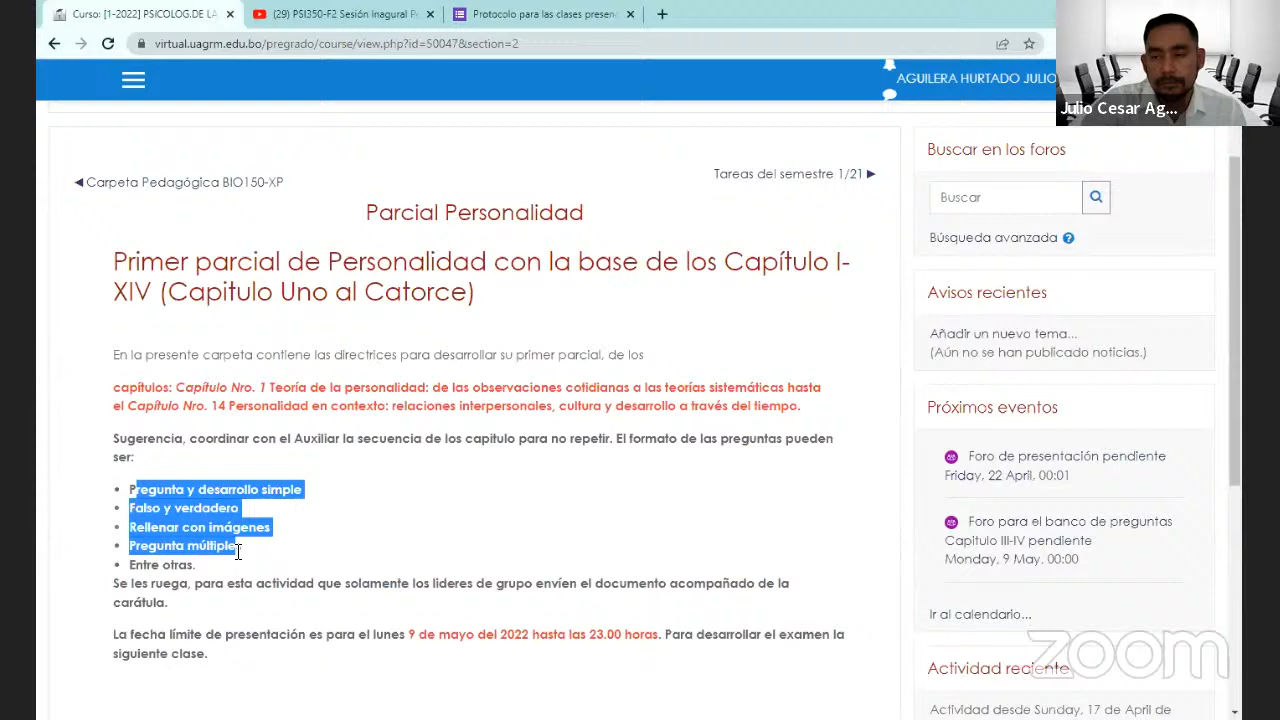 Curso: [1-2022] PSICOLOG.DE LA
(29) PSI350-F2 Sesión Inagural P
Protocolo para las clases presen
virtual.uagrm.edu.bo/pregrado/course/view.php?id=50047&section=2
AGUILERA HURTADO JULIO
Julio Cesar Ag...
Carpeta Pedagógica BIO150-XP
Tareas del semestre 1/21
Parcial Personalidad
Primer parcial de Personalidad con la base de los Capítulo I-
XIV (Capitulo Uno al Catorce)
En la presente carpeta contiene las directrices para desarrollar su primer parcial, de los
capítulos: Capítulo Nro. 1 Teoría de la personalidad: de las observaciones cotidianas a las teorías sistemáticas hasta
el Capítulo Nro. 14 Personalidad en contexto: relaciones interpersonales, cultura y desarrollo a través del tiempo.
Sugerencia, coordinar con el Auxiliar la secuencia de los capitulo para no repetir. El formato de las preguntas pueden
ser:
• Pregunta y desarrollo simple
• Falso y verdadero
• Rellenar con imágenes
• Pregunta múltiple
• Entre otras.
Se les ruega, para esta actividad que solamente los lideres de grupo envíen el documento acompañado de la
carátula.
La fecha límite de presentación es para el lunes 9 de mayo del 2022 hasta las 23.00 horas. Para desarrollar el examen la
siguiente clase.
Buscar en los foros
Buscar
Búsqueda avanzada
Avisos recientes
Añadir un nuevo tema...
(Aún no se han publicado noticias.)
Próximos eventos
Foro de presentación pendiente
Friday, 22 April, 00:01
Foro para el banco de preguntas
Capitulo III-IV pendiente
Monday, 9 May, 00:00
Ir al calendario...
Actividad reciente
Actividad desde Sunday, 17 de April de
zoom